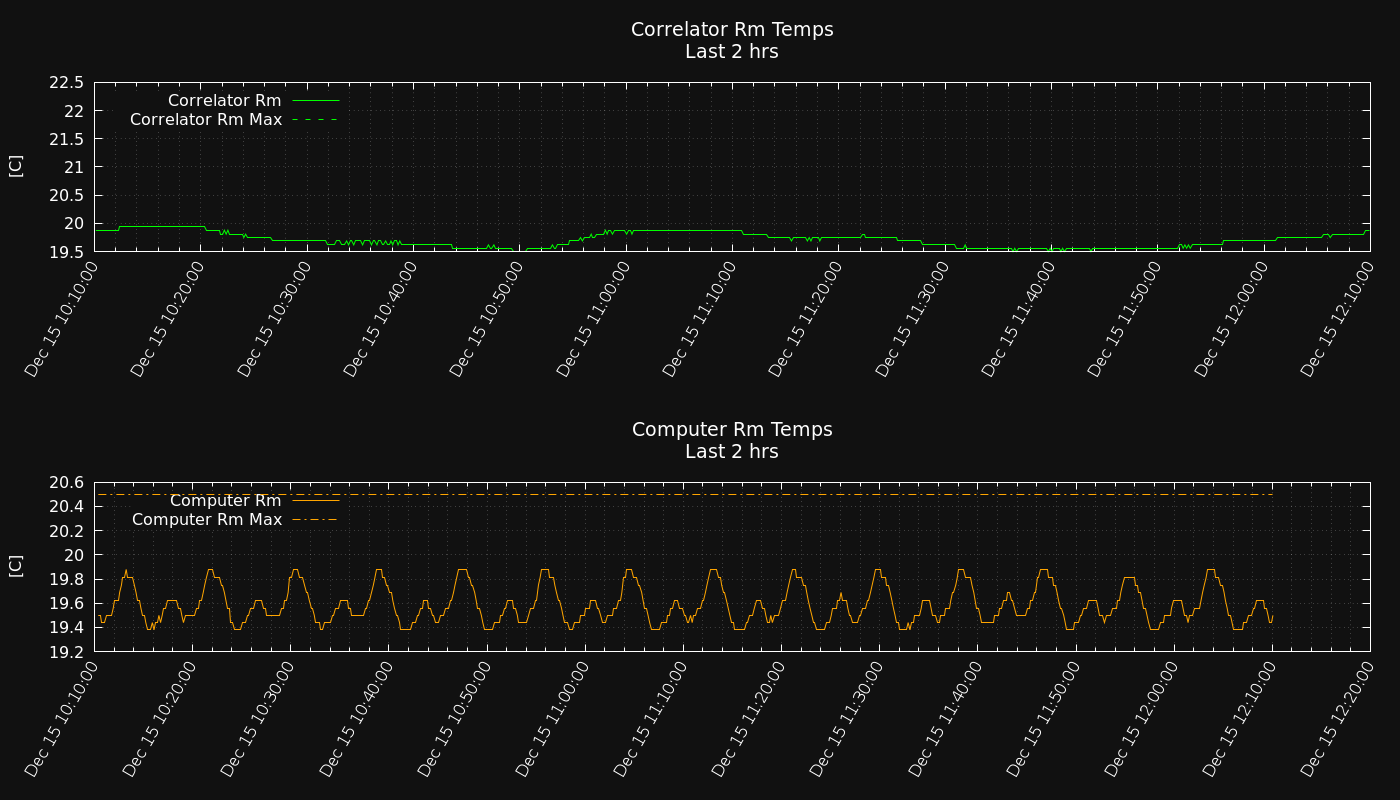 Correlator Rm Temps
Last 2 hrs
22.5
22
21.5
21
20.5
20
19.5
[C]
Correlator Rm
Correlator Rm Max
Dec 15 10:10:00
Dec 15 10:20:00
Dec 15 10:30:00
Dec 15 10:40:00
Dec 15 10:50:00
Dec 15 11:00:00
Dec 15 11:10:00
Dec 15 11:20:00
Dec 15 11:30:00
Dec 15 11:40:00
Dec 15 11:50:00
Dec 15 12:00:00
Dec 15 12:10:00
Computer Rm Temps
Last 2 hrs
20.6
20.4
20.2
20
19.8
19.6
19.4
19.2
[C]
Computer Rm
Computer Rm Max
Dec 15 10:10:00
Dec 15 10:20:00
Dec 15 10:30:00
Dec 15 10:40:00
Dec 15 10:50:00
Dec 15 11:00:00
Dec 15 11:10:00
Dec 15 11:20:00
Dec 15 11:30:00
Dec 15 11:40:00
Dec 15 11:50:00
Dec 15 12:00:00
Dec 15 12:10:00
Dec 15 12:20:00